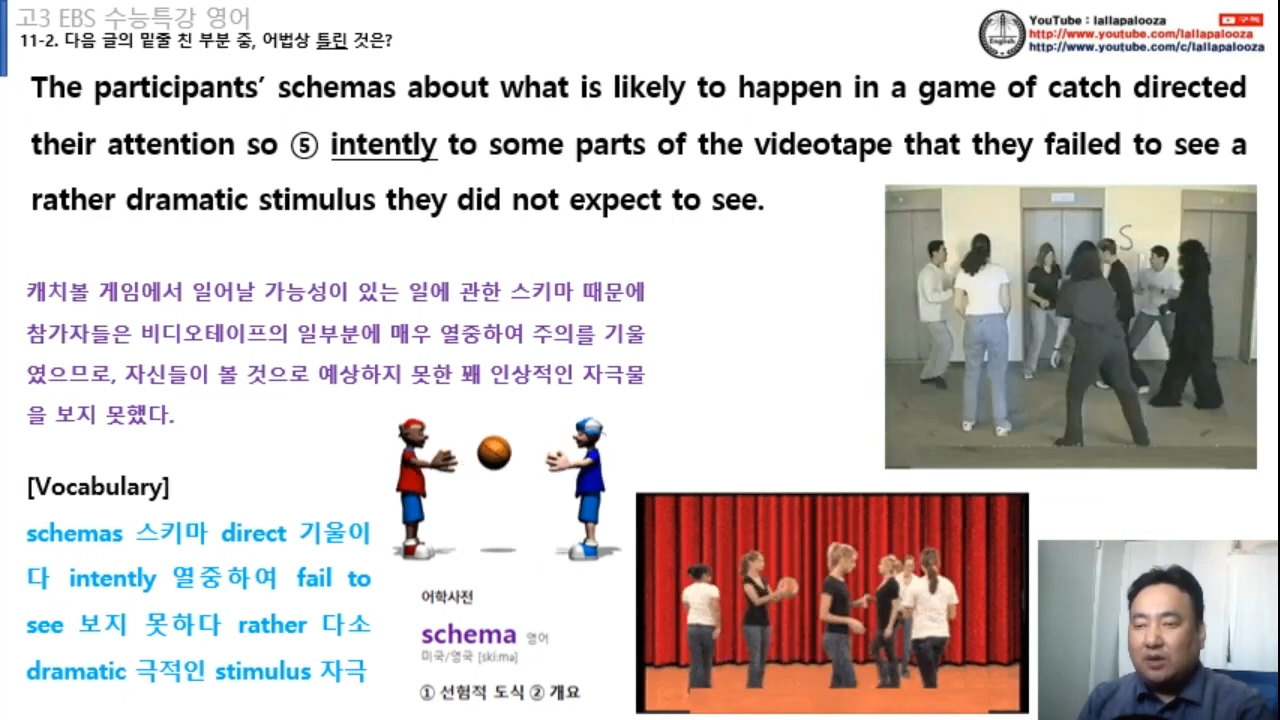 고3 EBS 수능특강 영어
11-2. 다음 글의 밑줄 친 부분 중, 어법상 틀린 것은?
YouTube : lallapalooza
구독
http://www.youtube.com/lallapalooza
http://www.youtube.com/c/lallapalooza
English
The participants’ schemas about what is likely to happen in a game of catch directed
their attention so ⑤ intently to some parts of the videotape that they failed to see a
rather dramatic stimulus they did not expect to see.
S
캐치볼 게임에서 일어날 가능성이 있는 일에 관한 스키마 때문에
참가자들은 비디오테이프의 일부분에 매우 열중하여 주의를 기울
였으므로, 자신들이 볼 것으로 예상하지 못한 꽤 인상적인 자극물
을 보지 못했다.
[Vocabulary]
schemas 스키마 direct 기울이
다 intently 열중하여 fail to
see 보지 못하다 rather 다소
dramatic 극적인 stimulus 자극
어학사전
schema 영어
미국/영국 [skiːmə]
① 선험적 도식 ② 개요